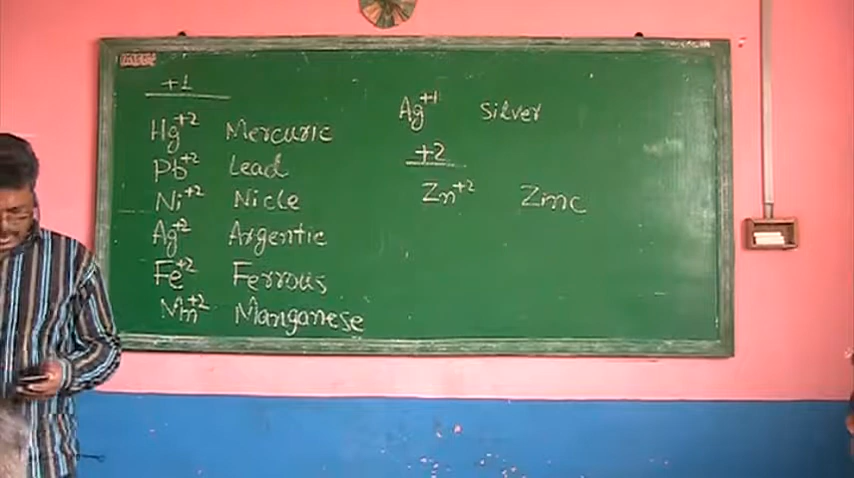 +1
Hg+2 Mercuric
Pb+2 Lead
Ni+2 Nicle
Ag+2 Argentic
Fe+2 Ferrous
Mn+2 Manganese
Ag+1 Silver
+2
Zn+2 Zinc